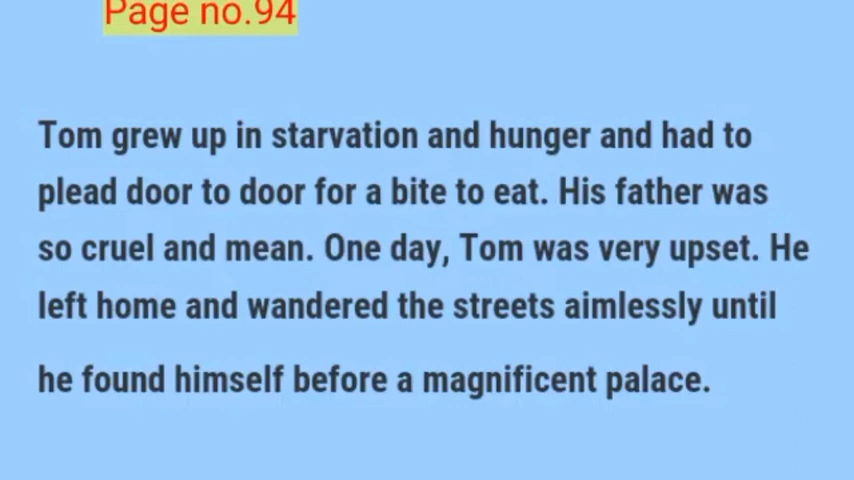 Page no.94
Tom grew up in starvation and hunger and had to
plead door to door for a bite to eat. His father was
so cruel and mean. One day, Tom was very upset. He
left home and wandered the streets aimlessly until
he found himself before a magnificent palace.